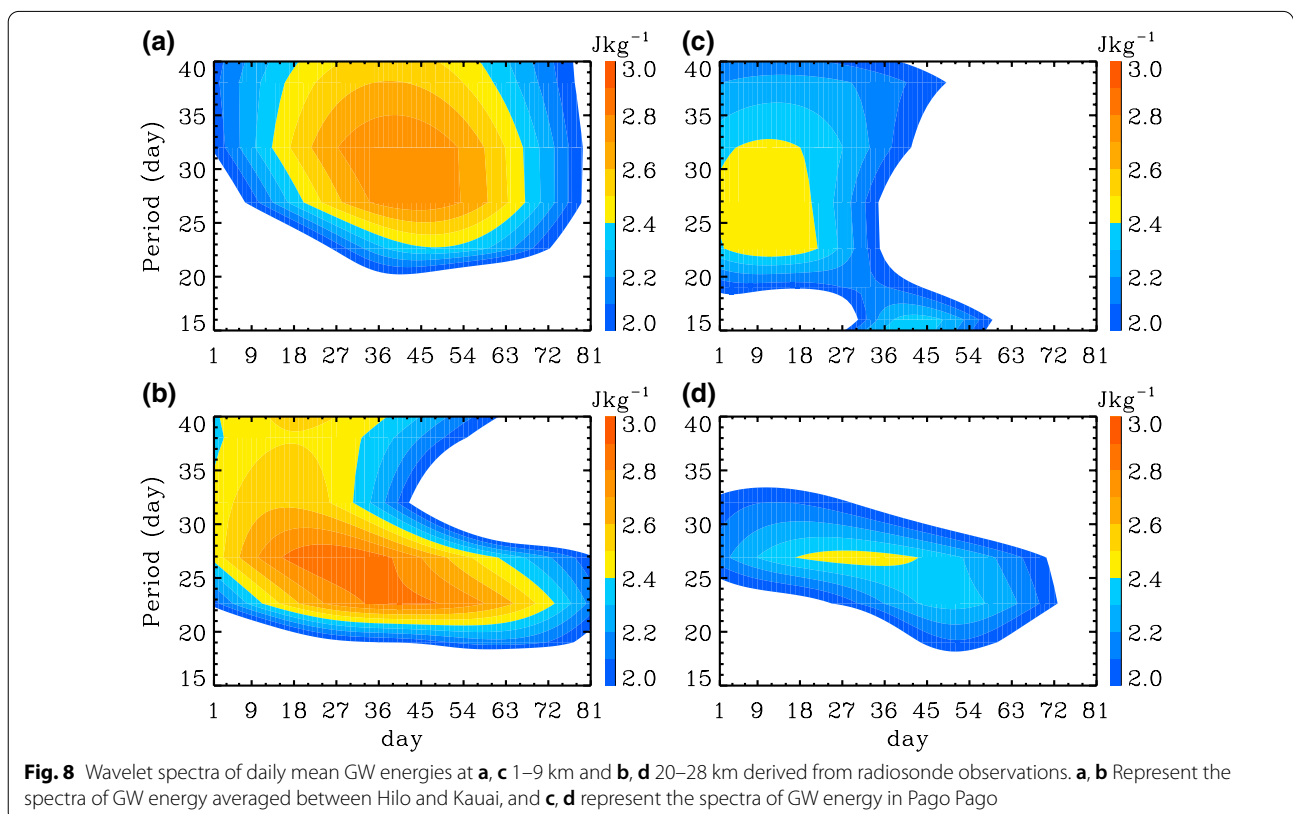 (a)
Jkg⁻¹
Period (day)
40
35
30
25
20
15
1 9 18 27 36 45 54 63 72 81
3.0
2.8
2.6
2.4
2.2
2.0
(c)
Jkg⁻¹
40
35
30
25
20
15
1 9 18 27 36 45 54 63 72 81
3.0
2.8
2.6
2.4
2.2
2.0
(b)
Jkg⁻¹
Period (day)
40
35
30
25
20
15
1 9 18 27 36 45 54 63 72 81
day
3.0
2.8
2.6
2.4
2.2
2.0
(d)
Jkg⁻¹
40
35
30
25
20
15
1 9 18 27 36 45 54 63 72 81
day
3.0
2.8
2.6
2.4
2.2
2.0
Fig. 8 Wavelet spectra of daily mean GW energies at a, c 1–9 km and b, d 20–28 km derived from radiosonde observations. a, b Represent the
spectra of GW energy averaged between Hilo and Kauai, and c, d represent the spectra of GW energy in Pago Pago